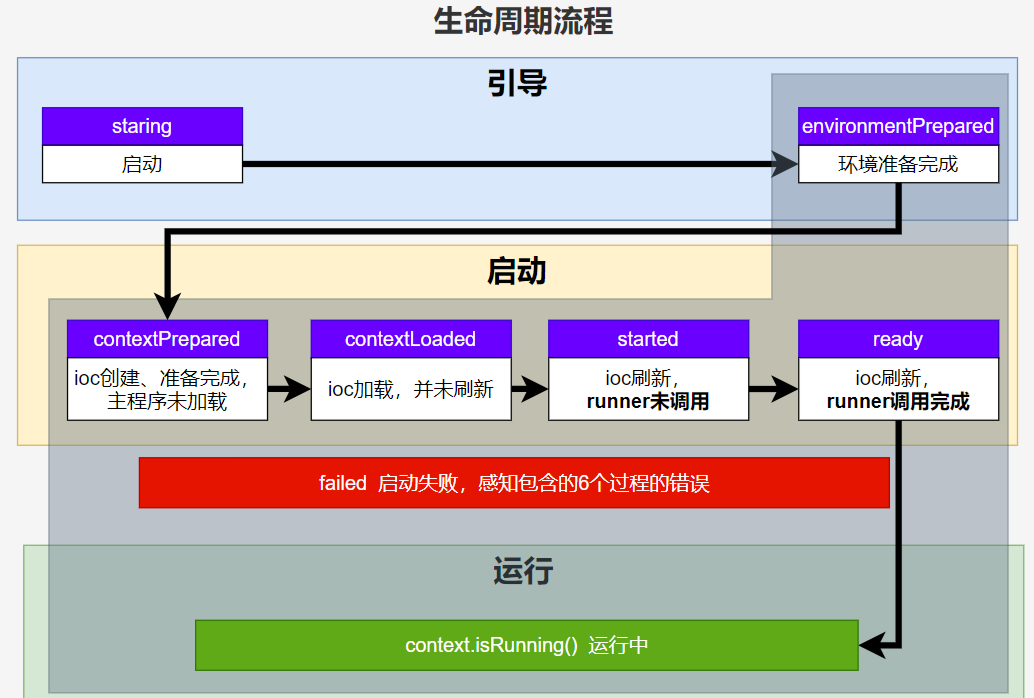 生命周期流程
引导
staring
启动
environmentPrepared
环境准备完成
启动
contextPrepared
ioc创建、准备完成，
主程序未加载
contextLoaded
ioc加载，并未刷新
started
ioc刷新，
runner未调用
ready
ioc刷新，
runner调用完成
failed 启动失败，感知包含的6个过程的错误
运行
context.isRunning() 运行中